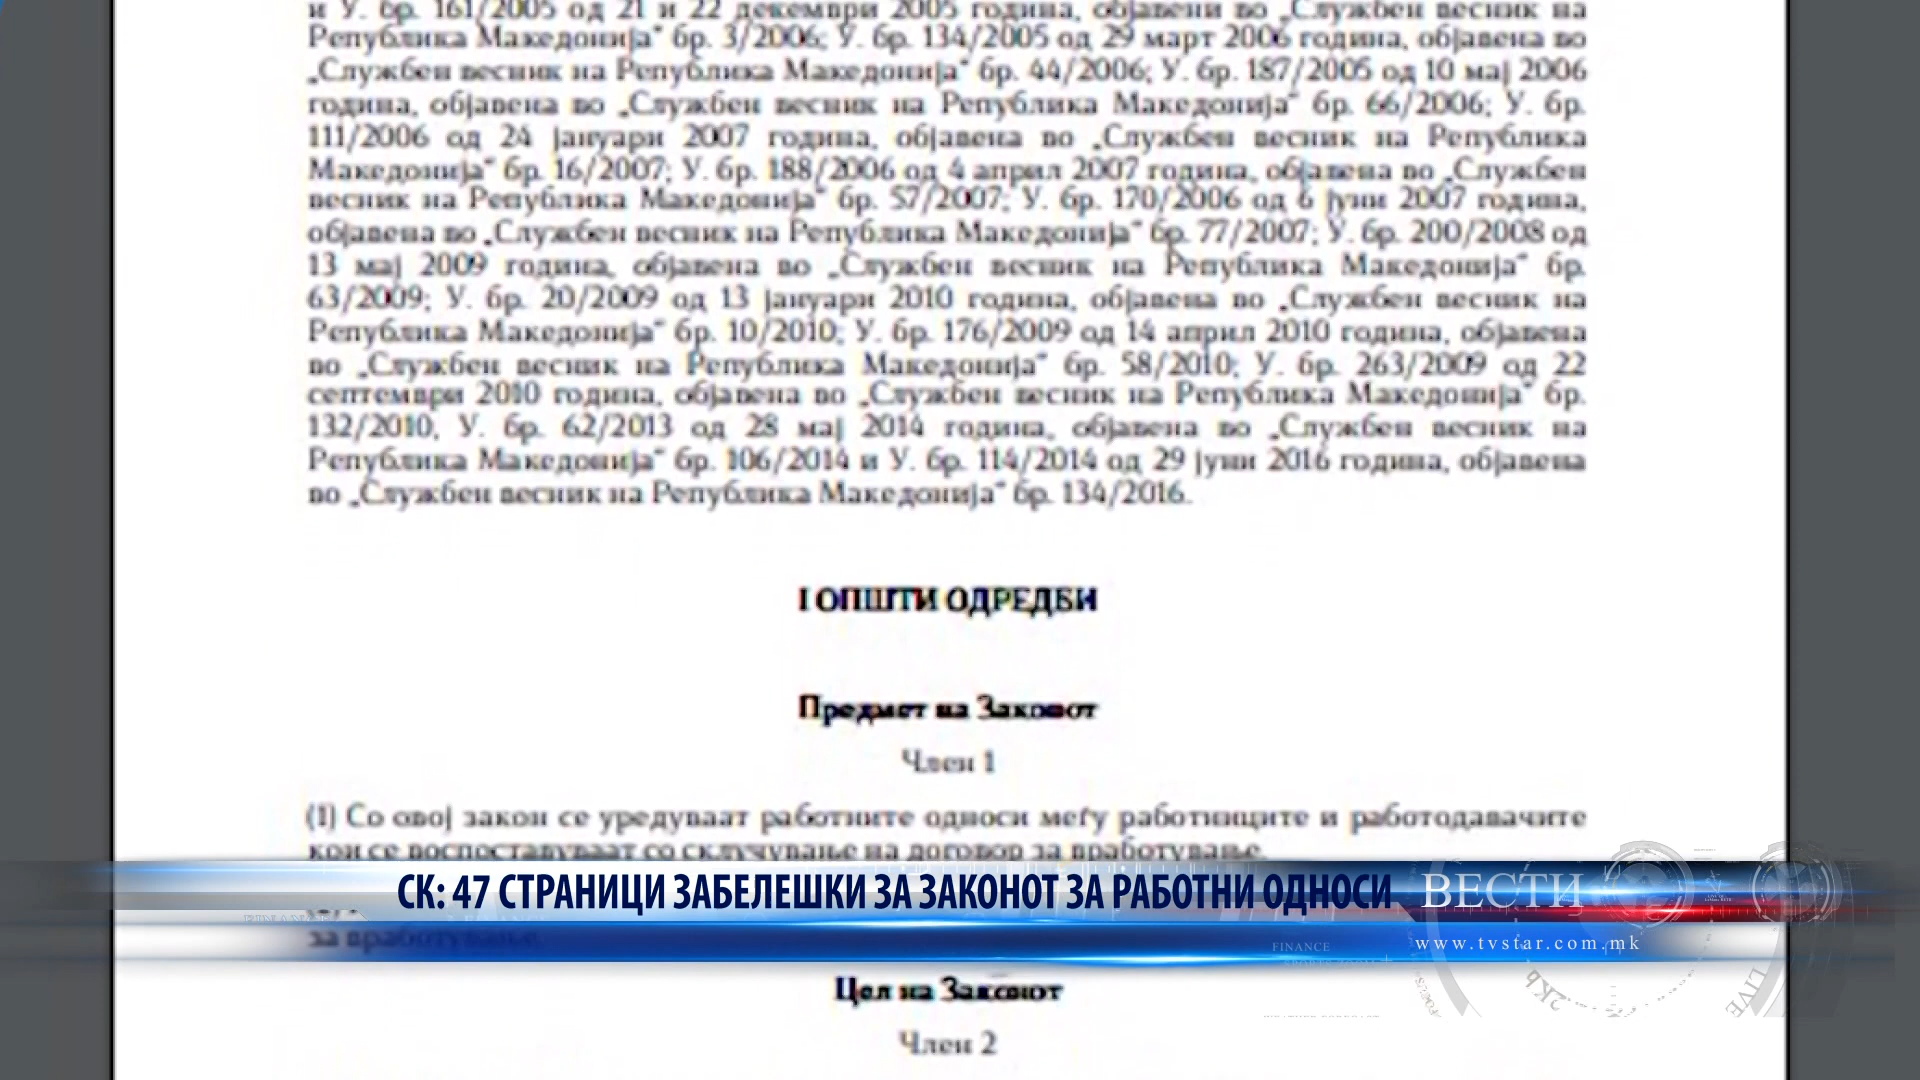 и У. бр. 161/2005 од 21 и 22 декември 2005 година, објавени во „Службен весник на
Република Македонија“ бр. 3/2006; У. бр. 134/2005 од 29 март 2006 година, објавена во
„Службен весник на Република Македонија“ бр. 44/2006; У. бр. 187/2005 од 10 мај 2006
година, објавена во „Службен весник на Република Македонија“ бр. 66/2006; У. бр.
111/2006 од 24 јануари 2007 година, објавена во „Службен весник на Република
Македонија“ бр. 16/2007; У. бр. 188/2006 од 4 април 2007 година, објавена во „Службен
весник на Република Македонија“ бр. 57/2007; У. бр. 170/2006 од 6 јуни 2007 година,
објавена во „Службен весник на Република Македонија“ бр. 77/2007; У. бр. 200/2008 од
13 мај 2009 година, објавена во „Службен весник на Република Македонија“ бр.
63/2009; У. бр. 20/2009 од 13 јануари 2010 година, објавена во „Службен весник на
Република Македонија“ бр. 10/2010; У. бр. 176/2009 од 14 април 2010 година, објавена
во „Службен весник на Република Македонија“ бр. 58/2010; У. бр. 263/2009 од 22
септември 2010 година, објавена во „Службен весник на Република Македонија“ бр.
132/2010, У. бр. 62/2013 од 28 мај 2014 година, објавена во „Службен весник на
Република Македонија“ бр. 106/2014 и У. бр. 114/2014 од 29 јуни 2016 година, објавена
во „Службен весник на Република Македонија“ бр. 134/2016.
I ОПШТИ ОДРЕДБИ
Предмет на Законот
Член 1
(1) Со овој закон се уредуваат работните односи меѓу работниците и работодавачите
кои се воспоставуваат со склучување на договор за вработување.
СК: 47 СТРАНИЦИ ЗАБЕЛЕШКИ ЗА ЗАКОНОТ ЗА РАБОТНИ ОДНОСИ
ВЕСТИ
за вработување.
FINANCE
www.tvstar.com.mk
LIVE
Цел на Законот
Член 2